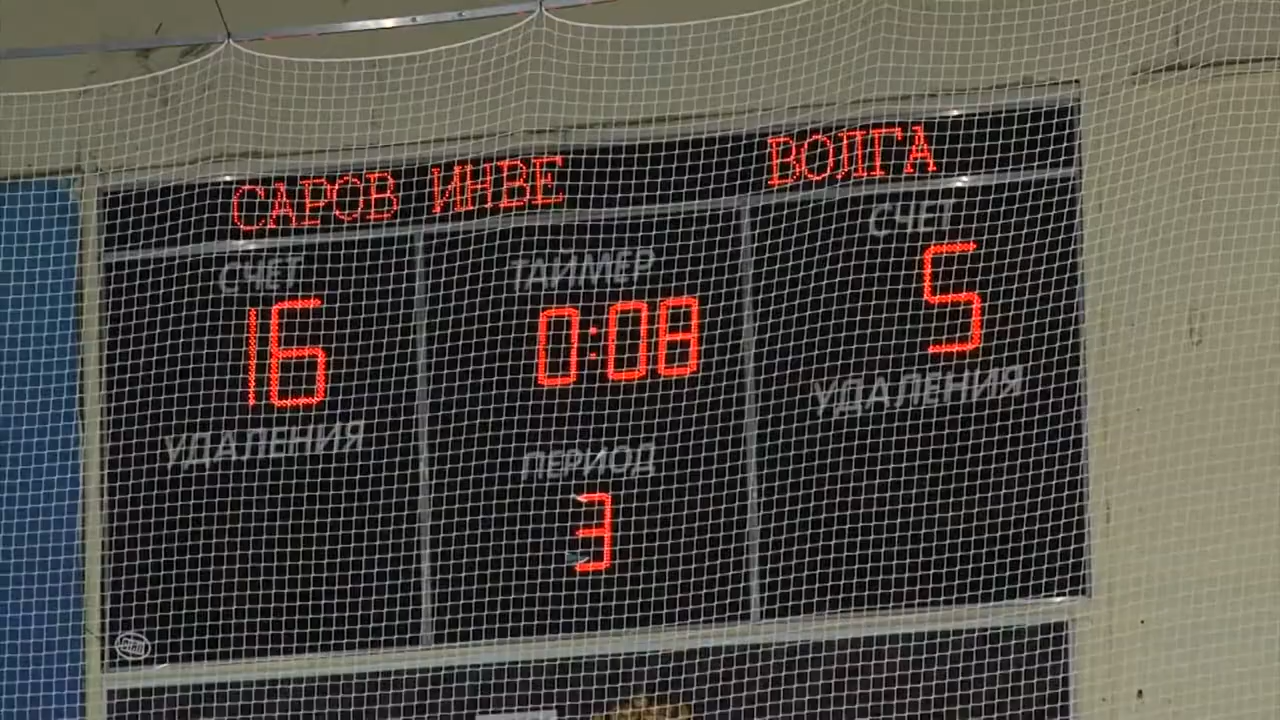 САРОВ ИНВЕ ВОЛГА
СЧЕТ ТАЙМЕР СЧЕТ
16 0:08 5
УДАЛЕНИЯ ПЕРИОД УДАЛЕНИЯ
3